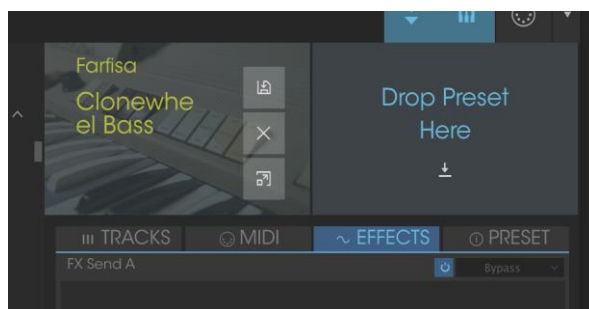 Farfisa
Clonewhe
el Bass
Drop Preset
Here
TRACKS
MIDI
EFFECTS
PRESET
FX Send A
Bypass